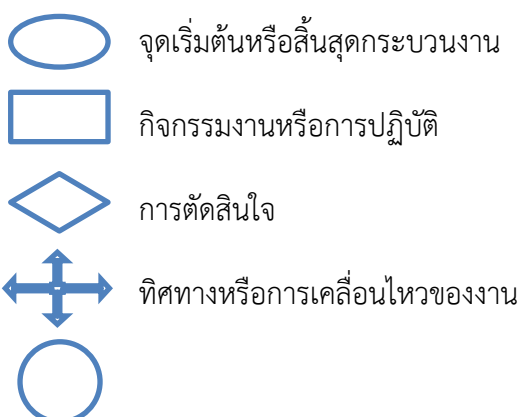 จุดเริ่มต้นหรือสิ้นสุดกระบวนงาน
กิจกรรมงานหรือการปฏิบัติ
การตัดสินใจ
ทิศทางหรือการเคลื่อนไหวของงาน